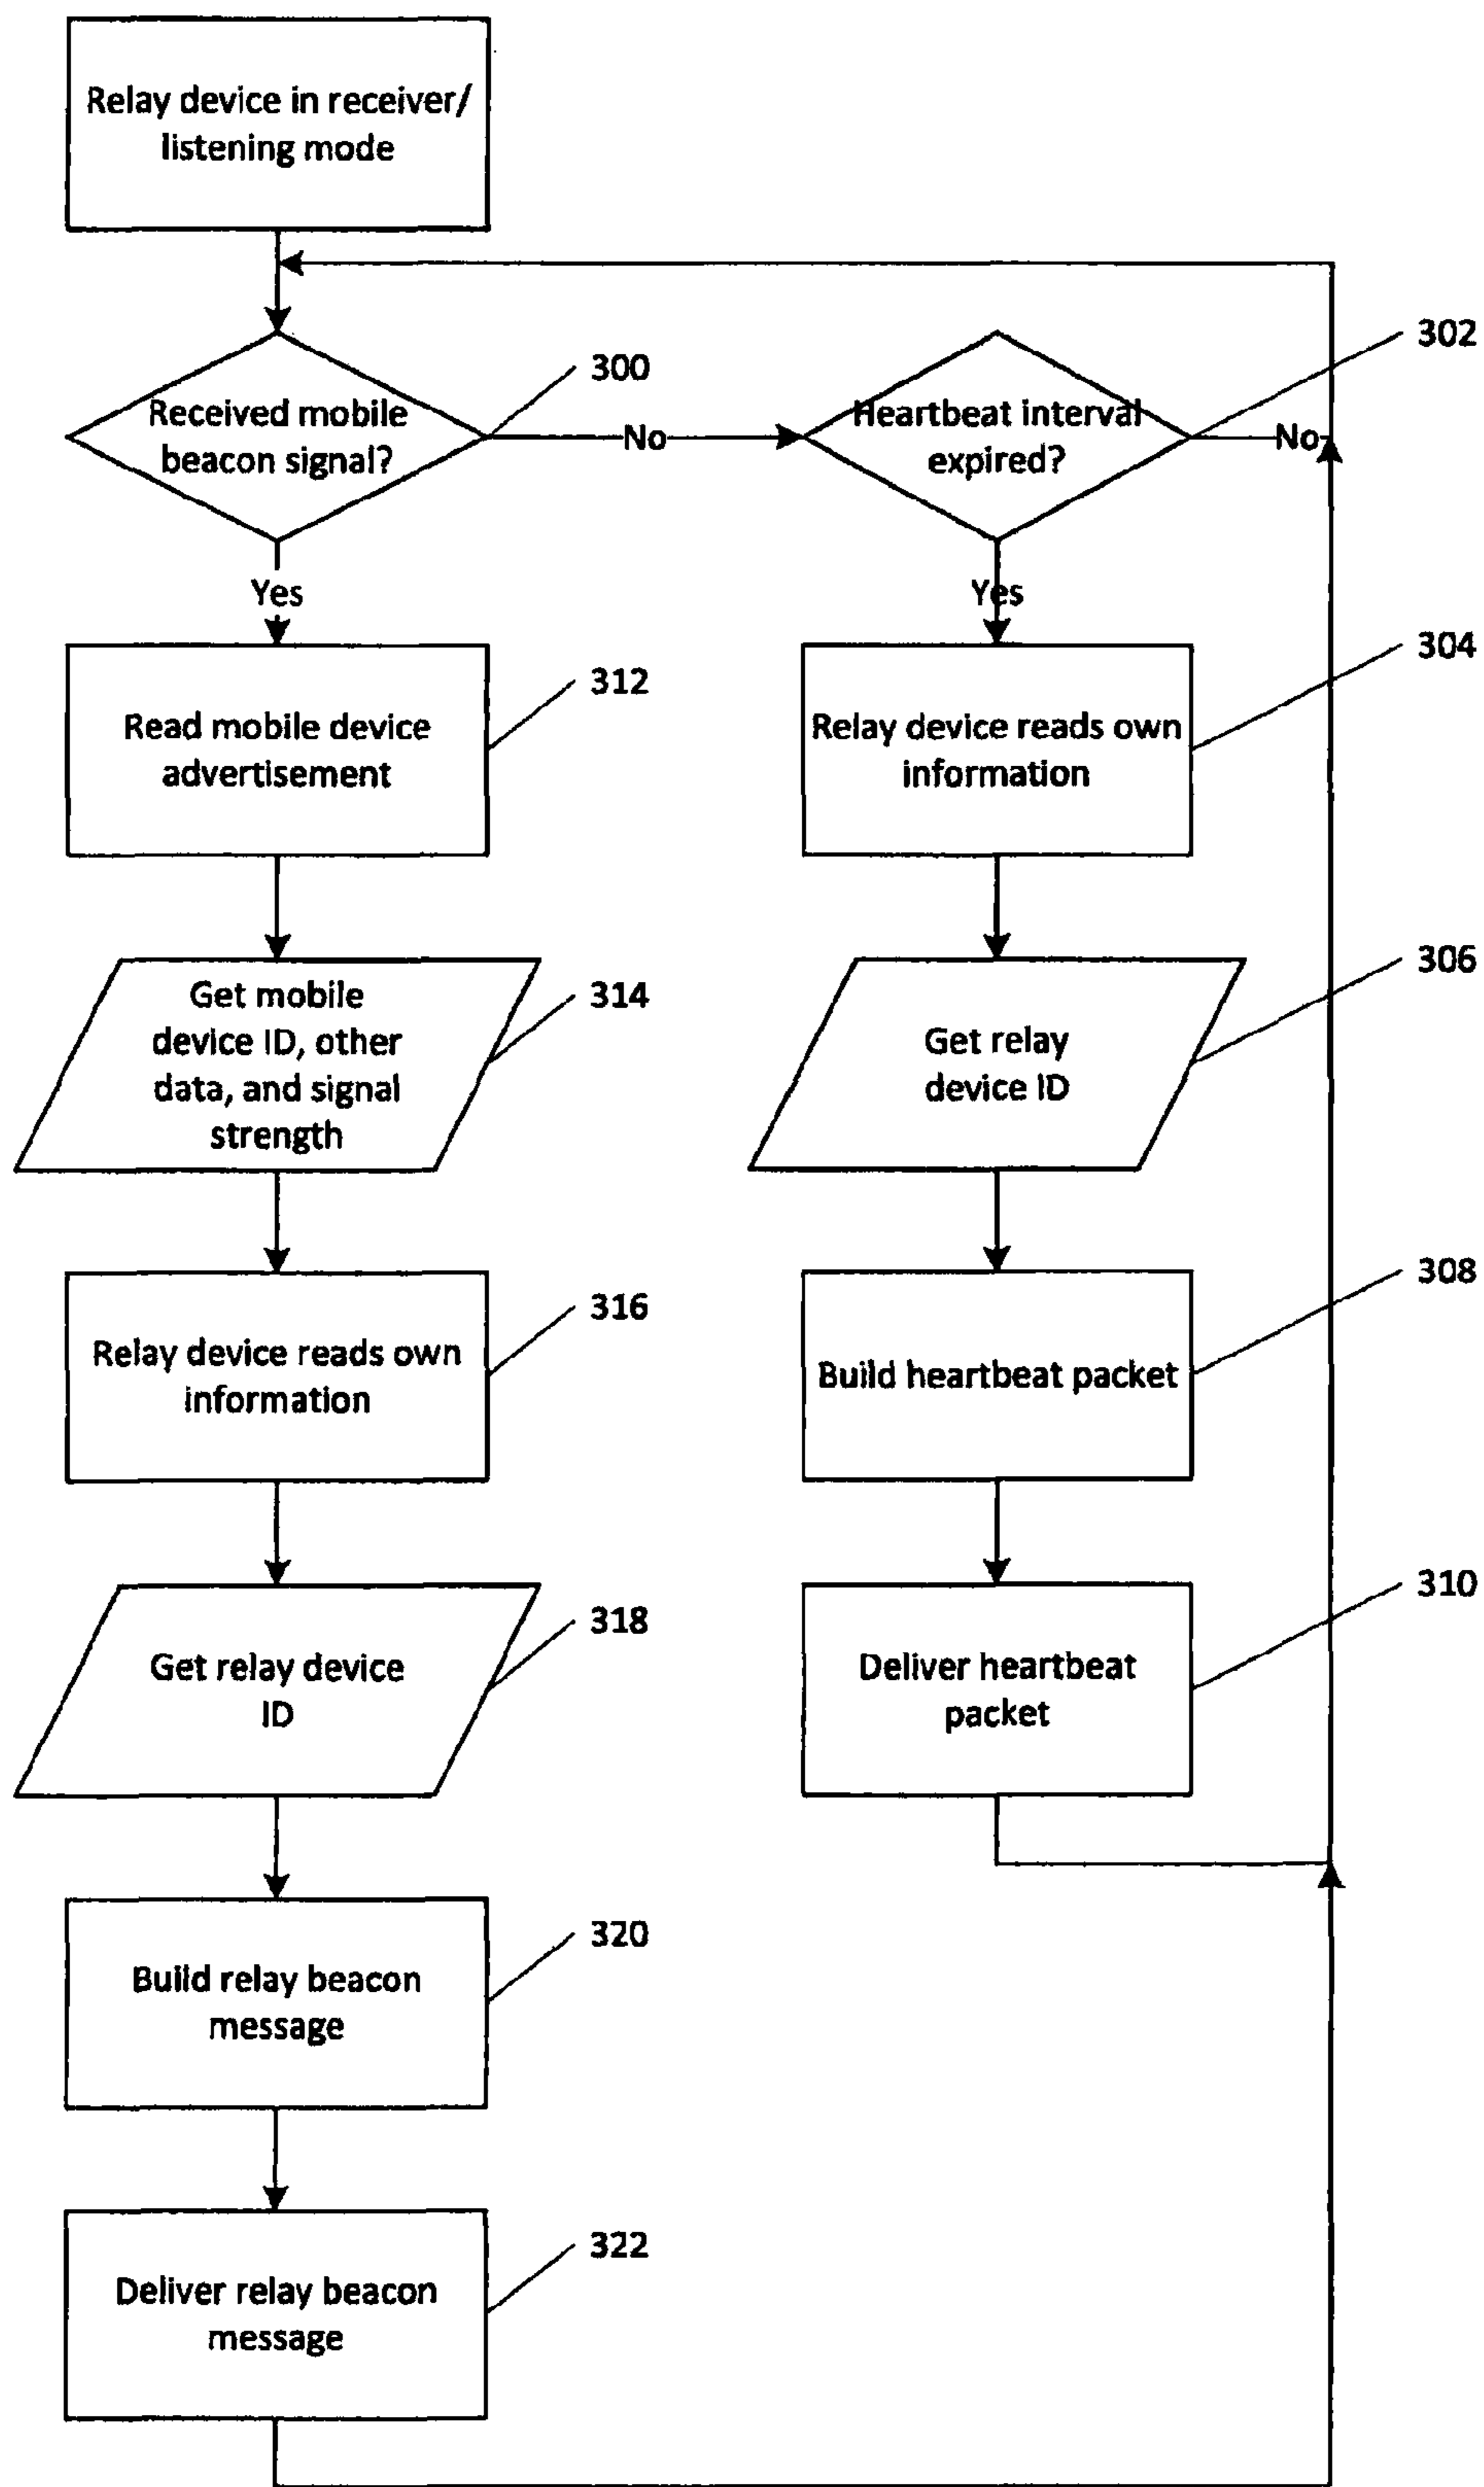 Relay device in receiver/
listening mode
Received mobile
beacon signal?
300
No
Heartbeat interval
expired?
302
No
Yes
Yes
Read mobile device
advertisement
312
Relay device reads own
information
304
Get mobile
device ID, other
data, and signal
strength
314
Get relay
device ID
306
Relay device reads own
information
316
Build heartbeat packet
308
Get relay device
ID
318
Deliver heartbeat
packet
310
Build relay beacon
message
320
Deliver relay beacon
message
322